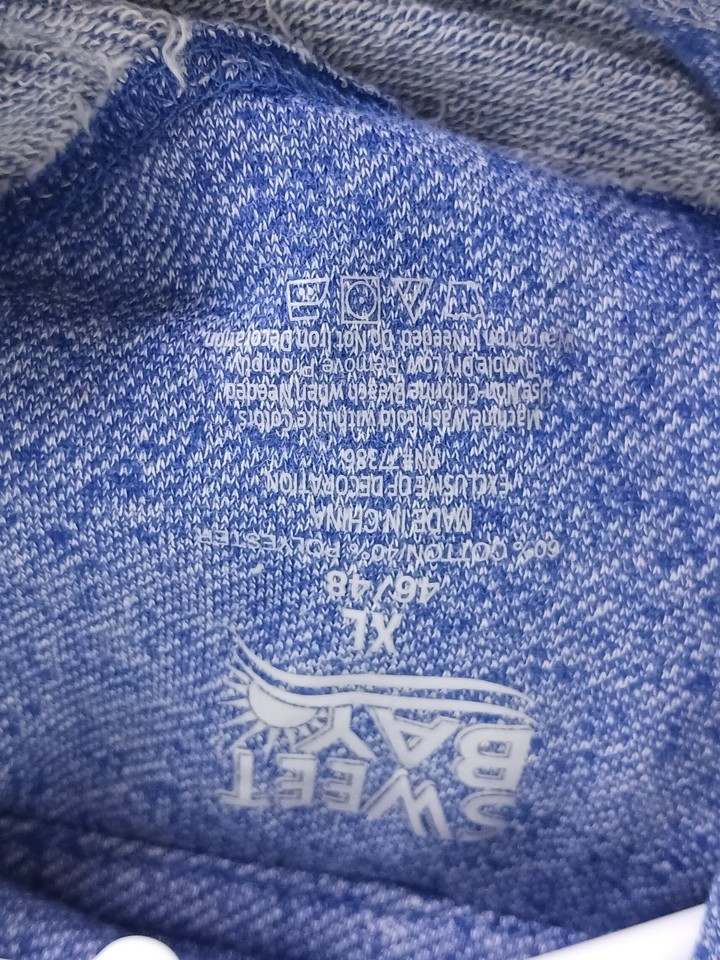 SWEET
BAY
XL
46/48
60% COTTON/40% POLYESTER
MADE IN CHINA
EXCLUSIVE OF DECORATION
RN# 77386
Machine Wash Cold with Like Colors
Use Non-Chlorine Bleach When Needed
Tumble Dry Low Remove Promptly
Iron If Needed Do Not Iron Decoration